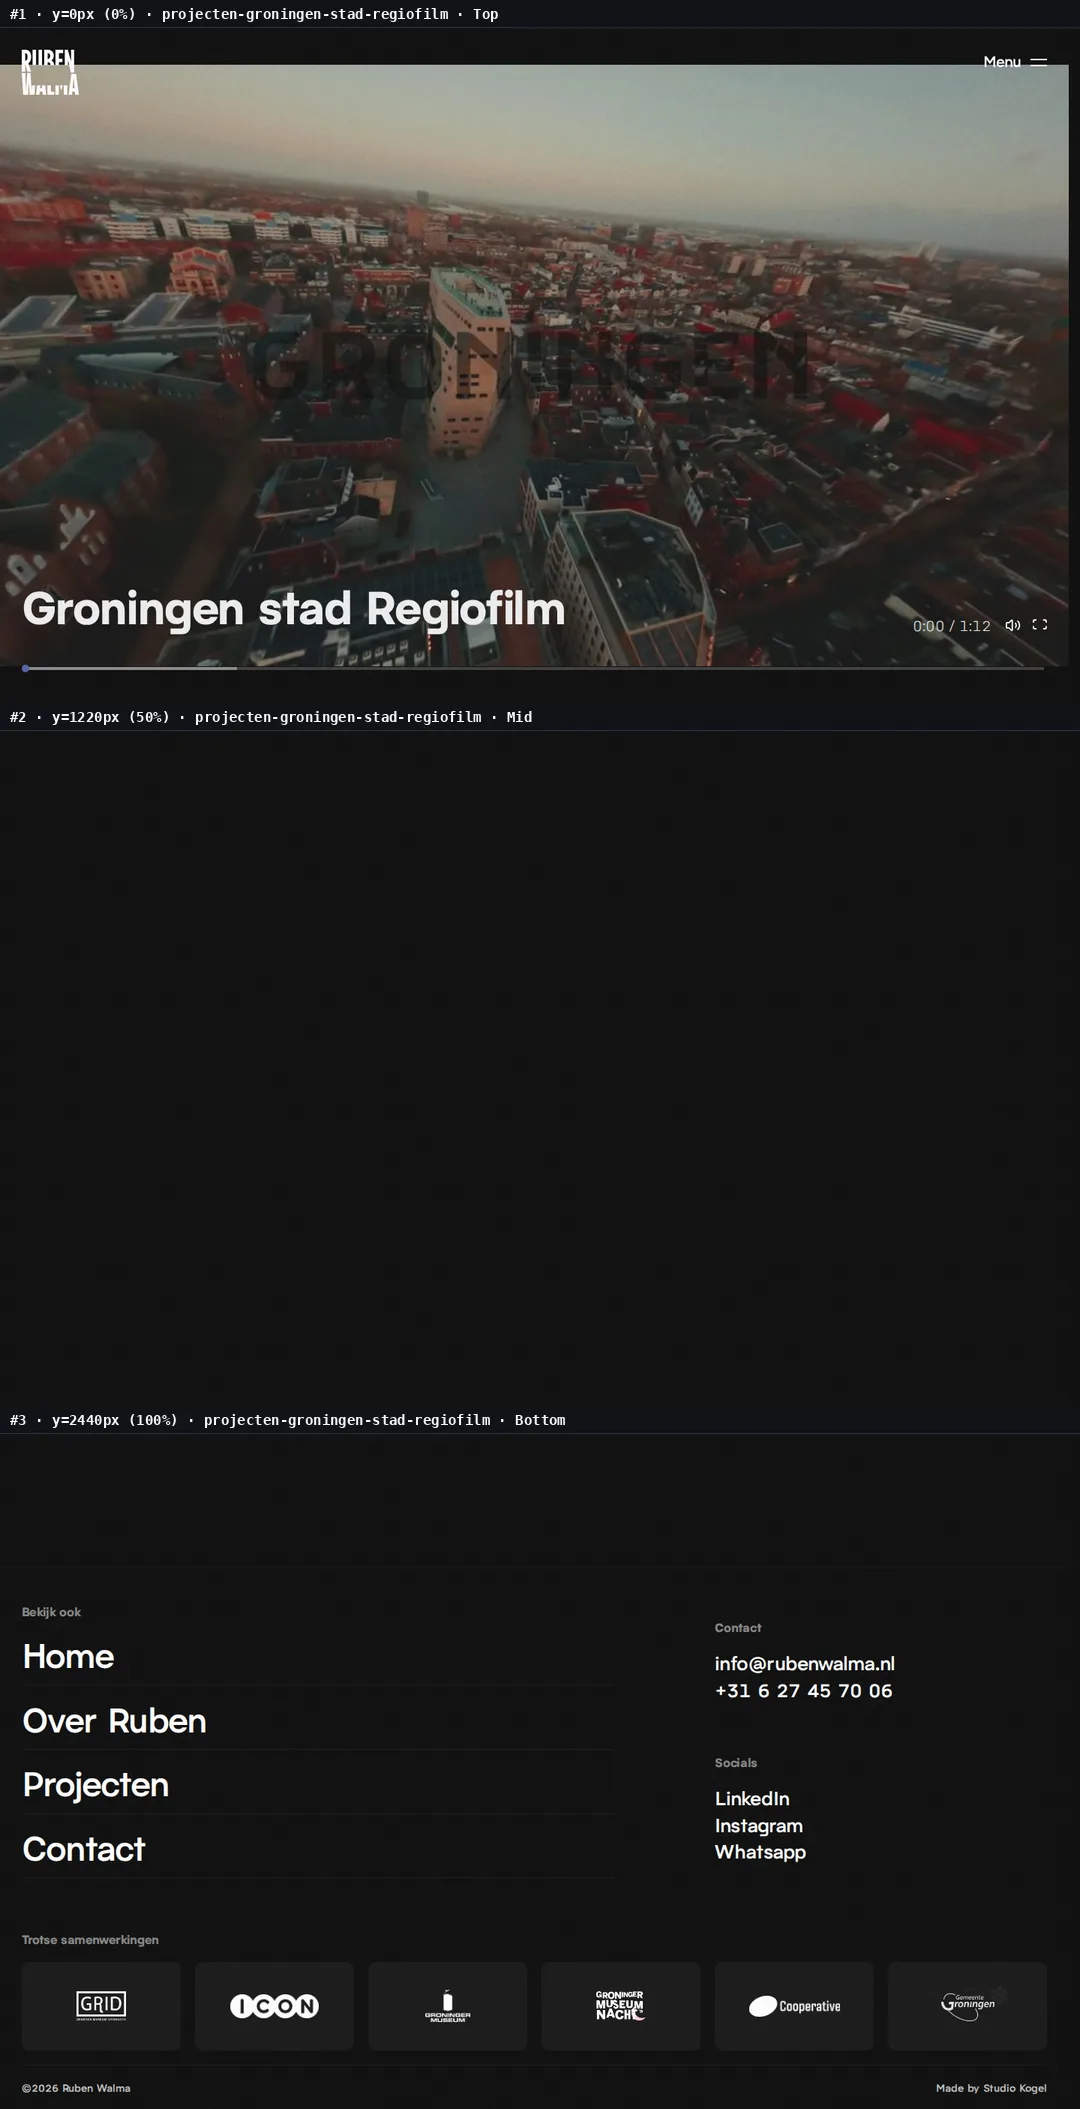 #1 · y=0px (0%) · projecten-groningen-stad-regiofilm · Top
RUBEN
WALMA
Menu
GRONINGEN
Groningen stad Regiofilm
0:00 / 1:12
#2 · y=1220px (50%) · projecten-groningen-stad-regiofilm · Mid
#3 · y=2440px (100%) · projecten-groningen-stad-regiofilm · Bottom
Bekijk ook
Home
Over Ruben
Projecten
Contact
Contact
info@rubenwalma.nl
+31 6 27 45 70 06
Socials
LinkedIn
Instagram
Whatsapp
Trotse samenwerkingen
GRID
ICON
GRONINGER
MUSEUM
GRONINGER
MUSEUM
NACHT
Cooperative
Gemeente
Groningen
©2026 Ruben Walma
Made by Studio Kogel